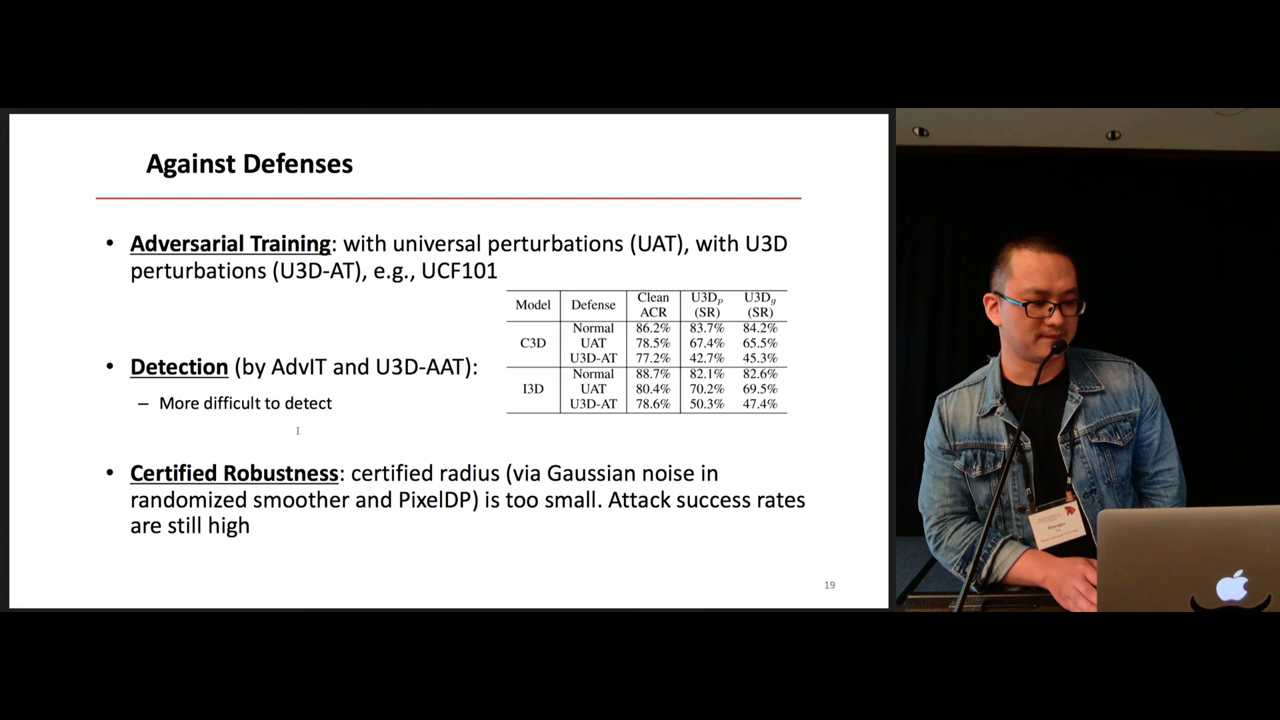 Against Defenses
• Adversarial Training: with universal perturbations (UAT), with U3D
perturbations (U3D-AT), e.g., UCF101
Model Defense Clean ACR U3Dp (SR) U3Dg (SR)
C3D
Normal 86.2% 83.7% 84.2%
UAT 78.5% 67.4% 65.5%
U3D-AT 77.2% 42.7% 45.3%
I3D
Normal 88.7% 82.1% 82.6%
UAT 80.4% 70.2% 69.5%
U3D-AT 78.6% 50.3% 47.4%
• Detection (by AdvIT and U3D-AAT):
– More difficult to detect
• Certified Robustness: certified radius (via Gaussian noise in
randomized smoother and PixelDP) is too small. Attack success rates
are still high
19